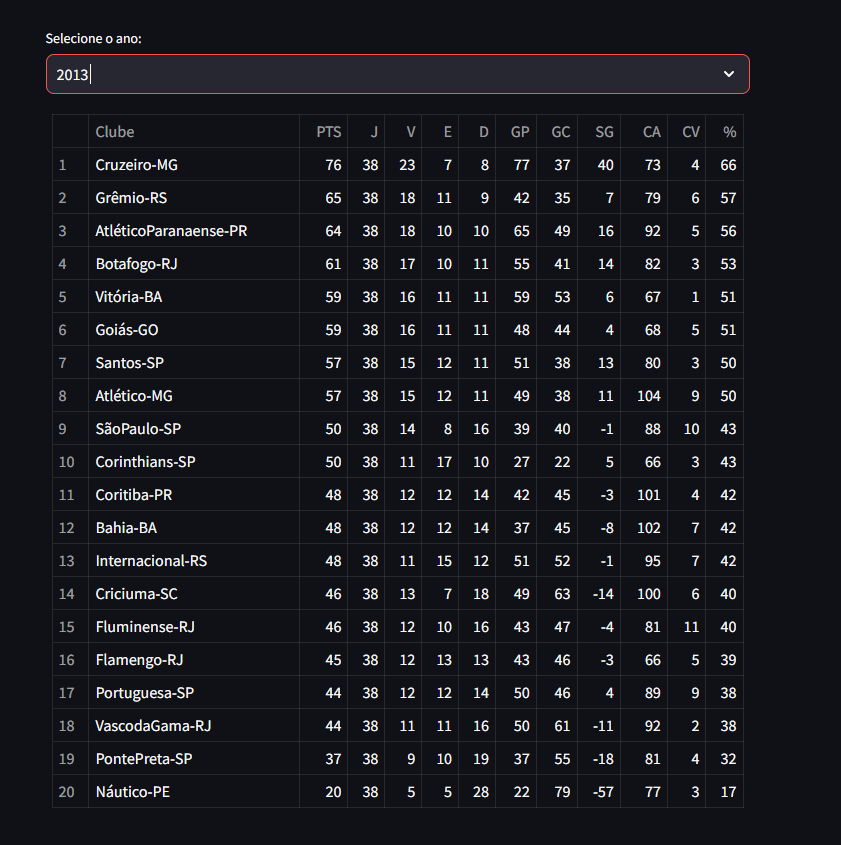 Selecione o ano:
2013
Clube PTS J V E D GP GC SG CA CV %
1 Cruzeiro-MG 76 38 23 7 8 77 37 40 73 4 66
2 Grêmio-RS 65 38 18 11 9 42 35 7 79 6 57
3 AtléticoParanaense-PR 64 38 18 10 10 65 49 16 92 5 56
4 Botafogo-RJ 61 38 17 10 11 55 41 14 82 3 53
5 Vitória-BA 59 38 16 11 11 59 53 6 67 1 51
6 Goiás-GO 59 38 16 11 11 48 44 4 68 5 51
7 Santos-SP 57 38 15 12 11 51 38 13 80 3 50
8 Atlético-MG 57 38 15 12 11 49 38 11 104 9 50
9 SãoPaulo-SP 50 38 14 8 16 39 40 -1 88 10 43
10 Corinthians-SP 50 38 11 17 10 27 22 5 66 3 43
11 Coritiba-PR 48 38 12 12 14 42 45 -3 101 4 42
12 Bahia-BA 48 38 12 12 14 37 45 -8 102 7 42
13 Internacional-RS 48 38 11 15 12 51 52 -1 95 7 42
14 Criciuma-SC 46 38 13 7 18 49 63 -14 100 6 40
15 Fluminense-RJ 46 38 12 10 16 43 47 -4 81 11 40
16 Flamengo-RJ 45 38 12 13 13 43 46 -3 66 5 39
17 Portuguesa-SP 44 38 12 12 14 50 46 4 89 9 38
18 VascodaGama-RJ 44 38 11 11 16 50 61 -11 92 2 38
19 PontePreta-SP 37 38 9 10 19 37 55 -18 81 4 32
20 Náutico-PE 20 38 5 5 28 22 79 -57 77 3 17